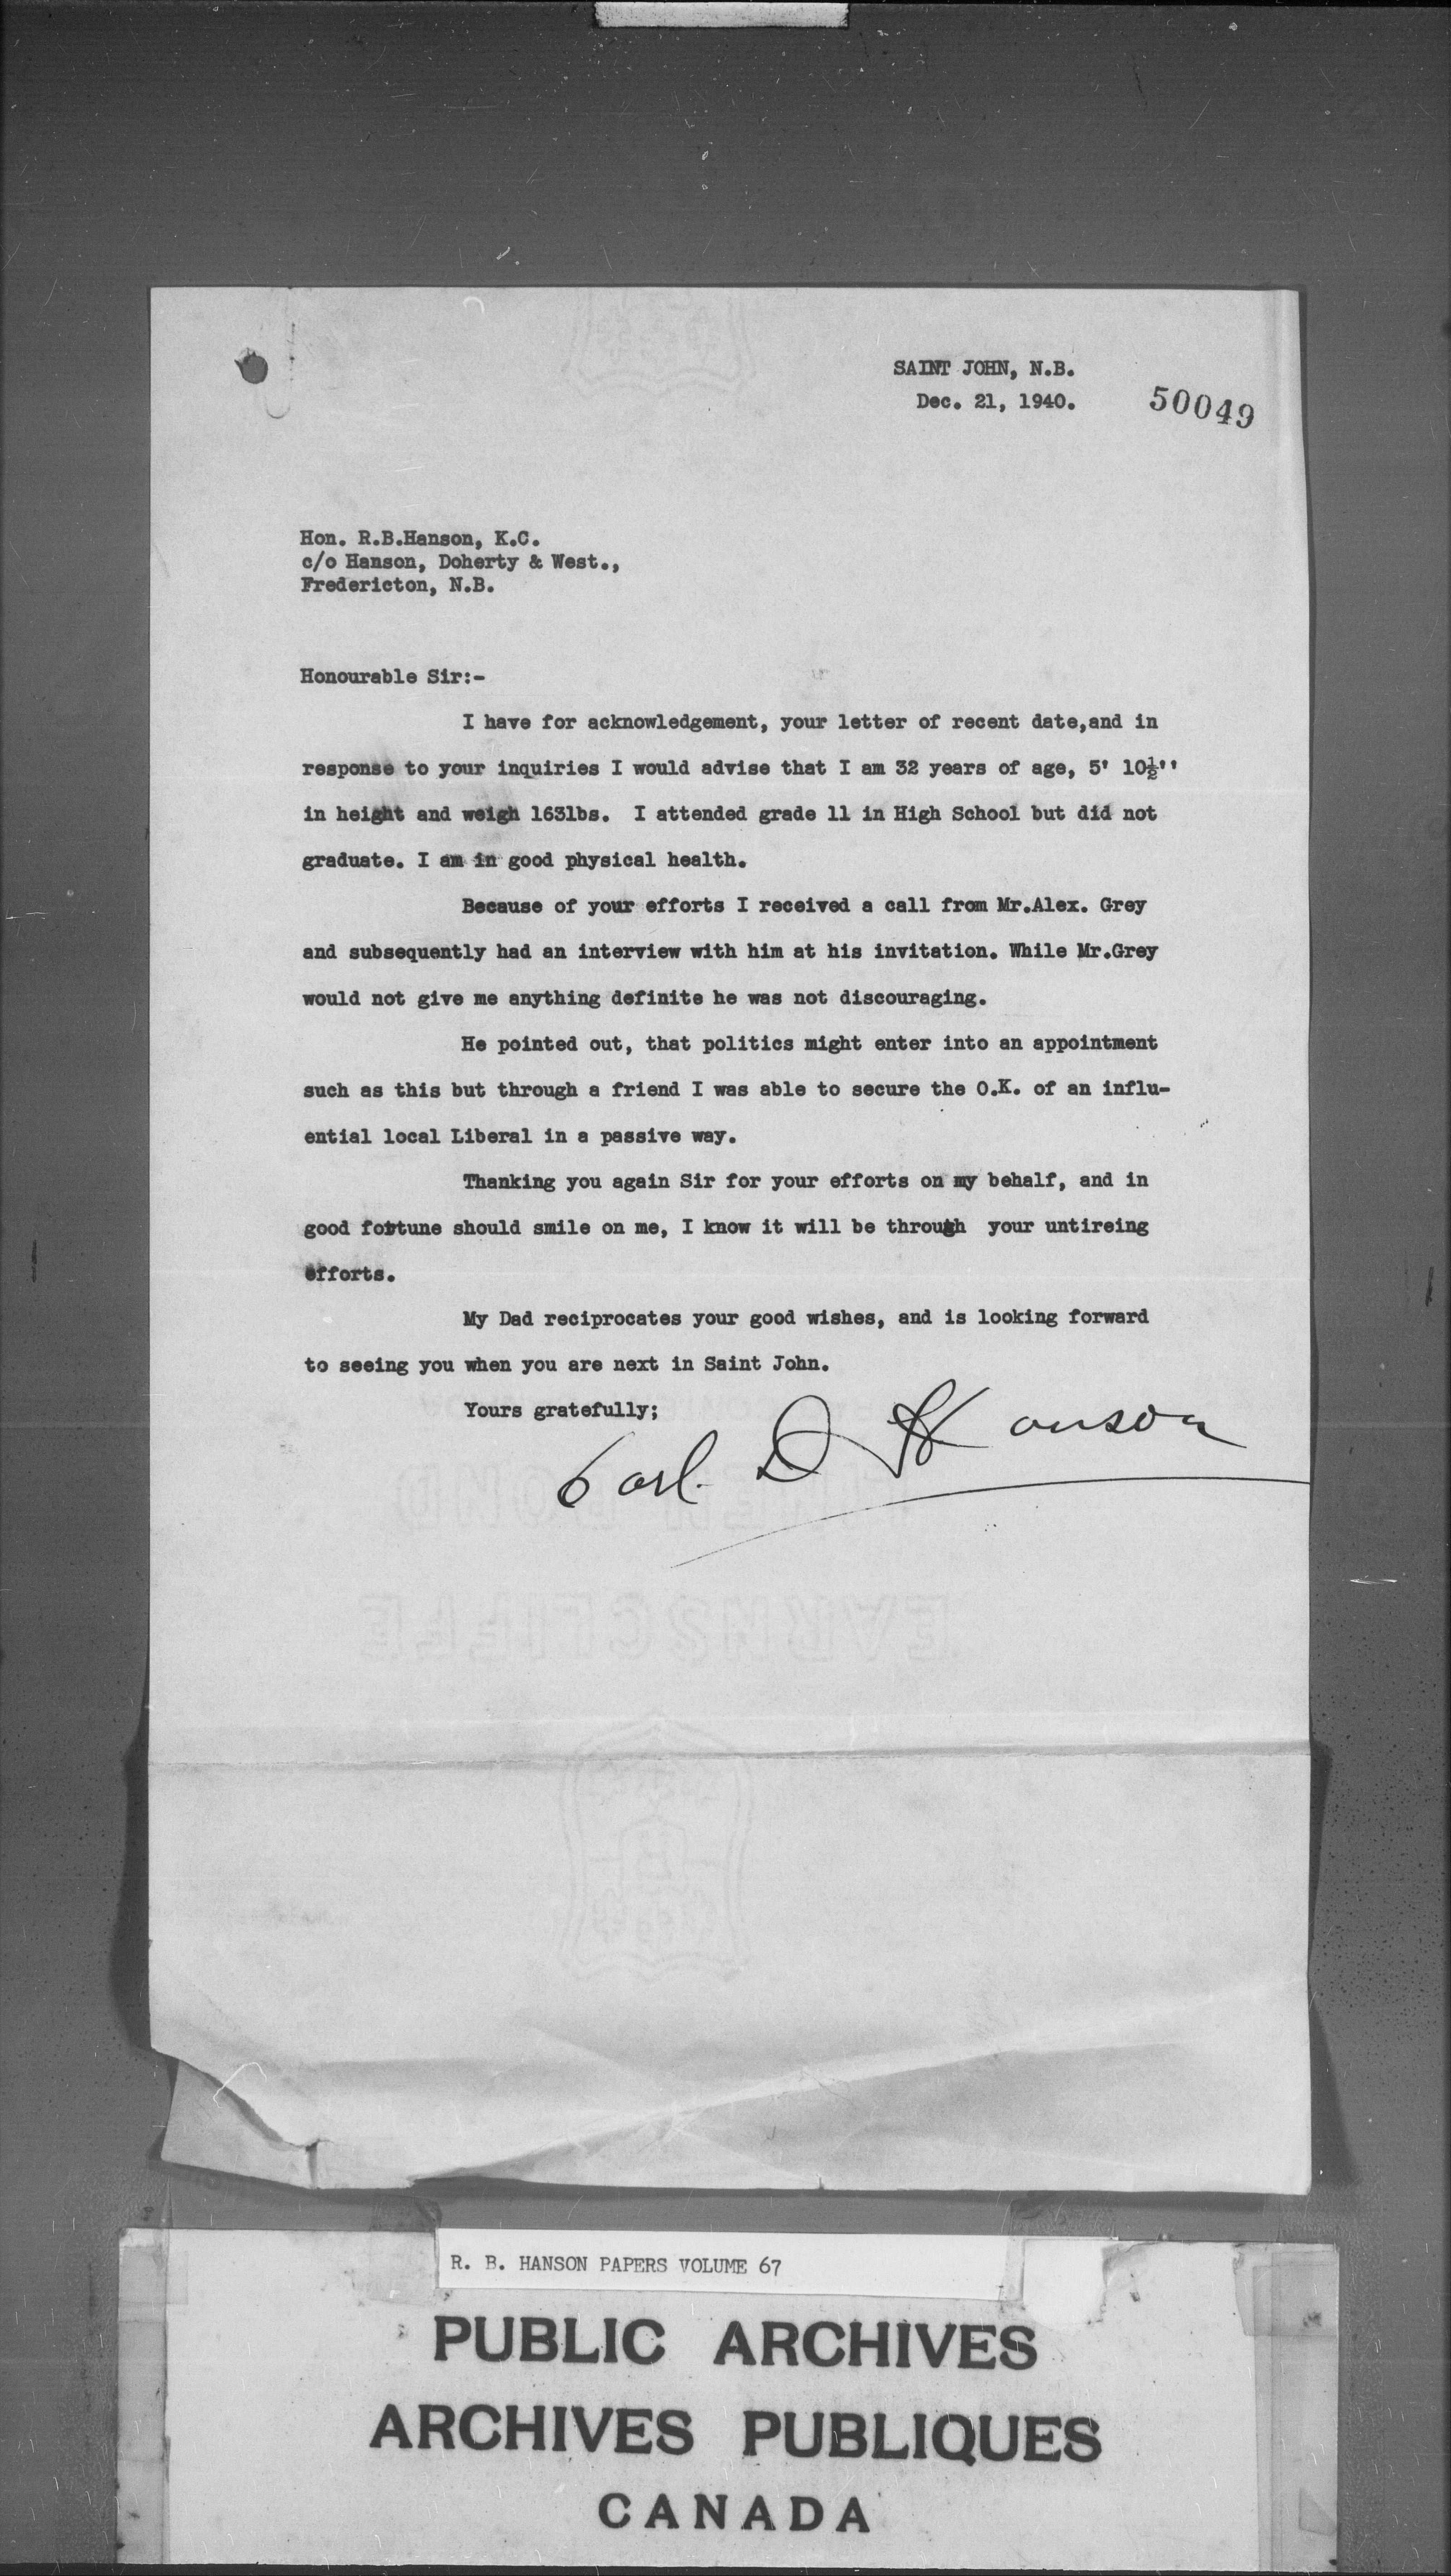 SAINT JOHN, N.B.
Dec. 21, 1940.
50049
Hon. R.B.Hanson, K.C.
c/o Hanson, Doherty & West.,
Fredericton, N.B.
Honourable Sir:-
I have for acknowledgement, your letter of recent date,and in
response to your inquiries I would advise that I am 32 years of age, 5' 10½''
in height and weigh 163lbs. I attended grade 11 in High School but did not
graduate. I am in good physical health.
Because of your efforts I received a call from Mr.Alex. Grey
and subsequently had an interview with him at his invitation. While Mr.Grey
would not give me anything definite he was not discouraging.
He pointed out, that politics might enter into an appointment
such as this but through a friend I was able to secure the O.K. of an influ-
ential local Liberal in a passive way.
Thanking you again Sir for your efforts on my behalf, and in
good fortune should smile on me, I know it will be through your untireing
efforts.
My Dad reciprocates your good wishes, and is looking forward
to seeing you when you are next in Saint John.
Yours gratefully;
Carl. D Hanson
EARNSCLIFFE
R. B. HANSON PAPERS VOLUME 67
PUBLIC ARCHIVES
ARCHIVES PUBLIQUES
CANADA